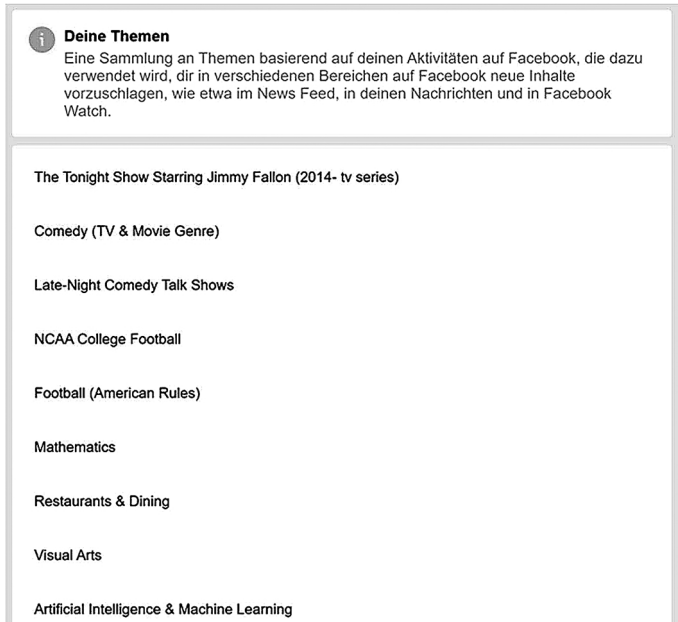 Deine Themen
Eine Sammlung an Themen basierend auf deinen Aktivitäten auf Facebook, die dazu
verwendet wird, dir in verschiedenen Bereichen auf Facebook neue Inhalte
vorzuschlagen, wie etwa im News Feed, in deinen Nachrichten und in Facebook
Watch.
The Tonight Show Starring Jimmy Fallon (2014- tv series)
Comedy (TV & Movie Genre)
Late-Night Comedy Talk Shows
NCAA College Football
Football (American Rules)
Mathematics
Restaurants & Dining
Visual Arts
Artificial Intelligence & Machine Learning